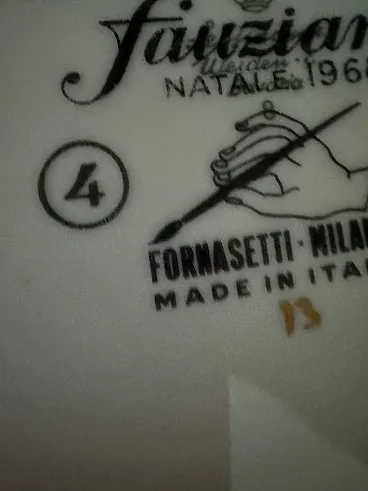 fauzian
Weiden
NATALE 196
4
FORNASETTI · MILA
MADE IN ITA
13